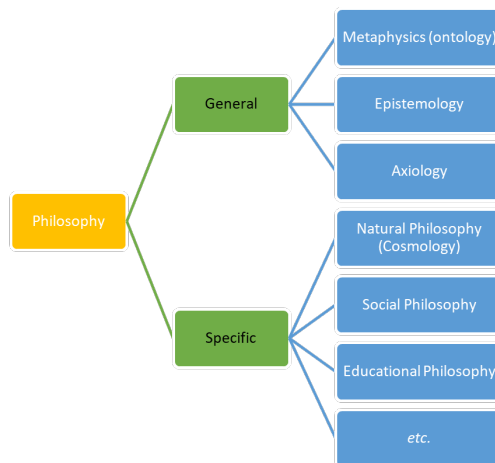 Metaphysics (ontology)
General
Epistemology
Axiology
Philosophy
Natural Philosophy
(Cosmology)
Social Philosophy
Specific
Educational Philosophy
etc.